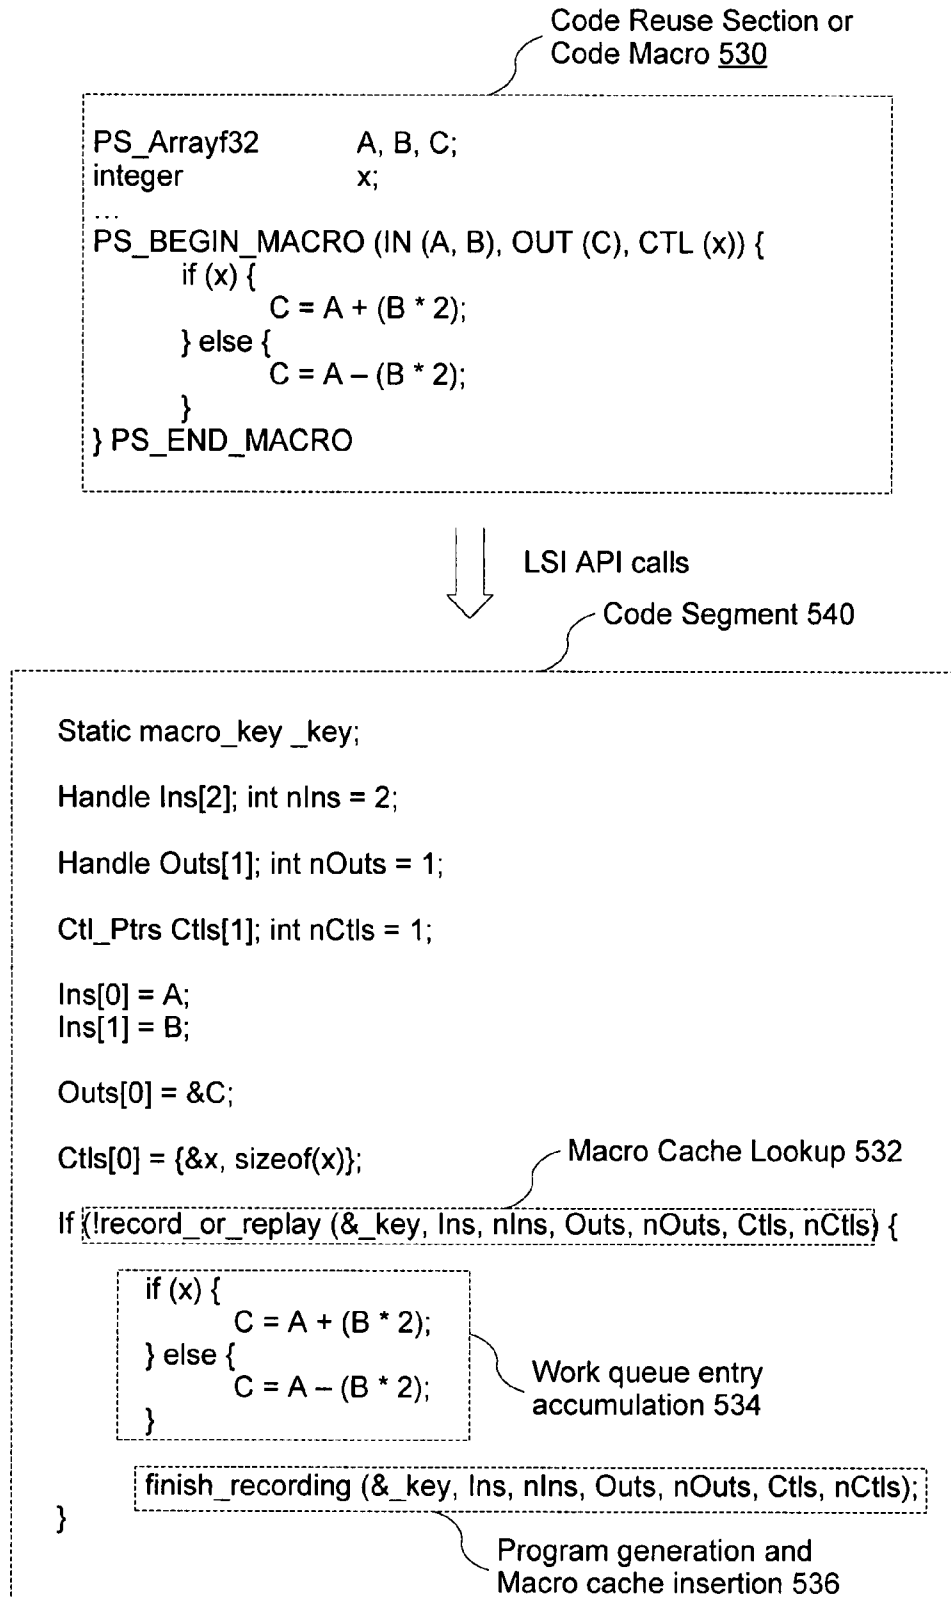 Code Reuse Section or
Code Macro 530
PS_Arrayf32 A, B, C;
integer x;
...
PS_BEGIN_MACRO (IN (A, B), OUT (C), CTL (x)) {
if (x) {
C = A + (B * 2);
} else {
C = A – (B * 2);
}
} PS_END_MACRO
LSI API calls
Code Segment 540
Static macro_key _key;
Handle Ins[2]; int nIns = 2;
Handle Outs[1]; int nOuts = 1;
Ctl_Ptrs Ctls[1]; int nCtls = 1;
Ins[0] = A;
Ins[1] = B;
Outs[0] = &C;
Ctls[0] = {&x, sizeof(x)};
Macro Cache Lookup 532
If (!record_or_replay (&_key, Ins, nIns, Outs, nOuts, Ctls, nCtls) {
if (x) {
C = A + (B * 2);
} else {
C = A – (B * 2);
}
Work queue entry
accumulation 534
finish_recording (&_key, Ins, nIns, Outs, nOuts, Ctls, nCtls);
}
Program generation and
Macro cache insertion 536